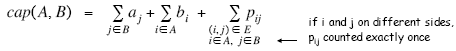 cap(A, B) = ∑ a_j + ∑ b_i + ∑ p_ij
j∈B i∈A (i, j) ∈ E
i∈A, j∈B
if i and j on different sides,
p_ij counted exactly once